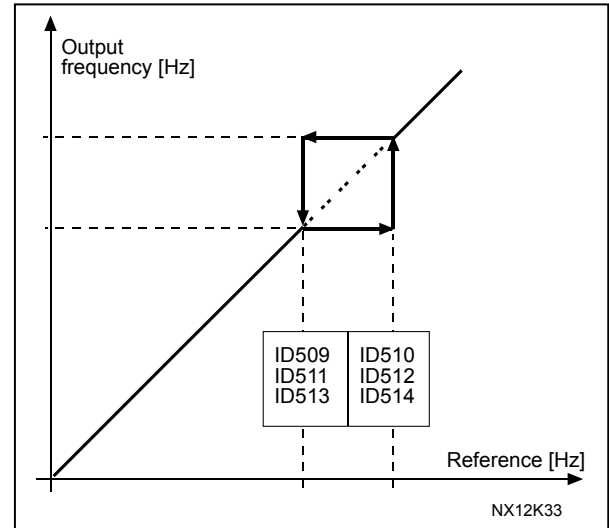 Output
frequency [Hz]
ID509
ID511
ID513
ID510
ID512
ID514
Reference [Hz]
NX12K33